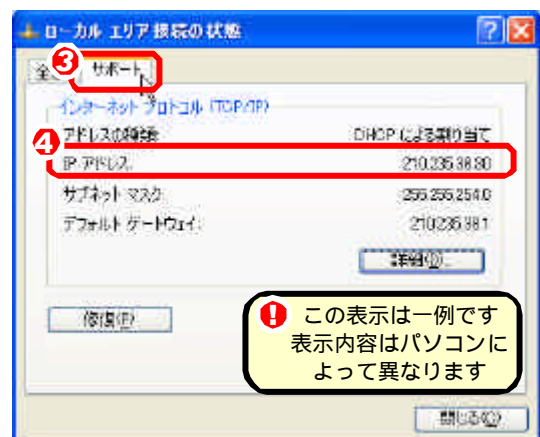 ローカル エリア接続の状態
3
全
サポート
インターネット プロトコル (TCP/IP)
4
アドレスの種類: DHCP による割り当て
IP アドレス: 210.235.38.80
サブネット マスク: 255.255.254.0
デフォルト ゲートウェイ: 210.235.38.1
詳細(D)...
修復(P)
! この表示は一例です
表示内容はパソコンに
よって異なります
閉じる(C)